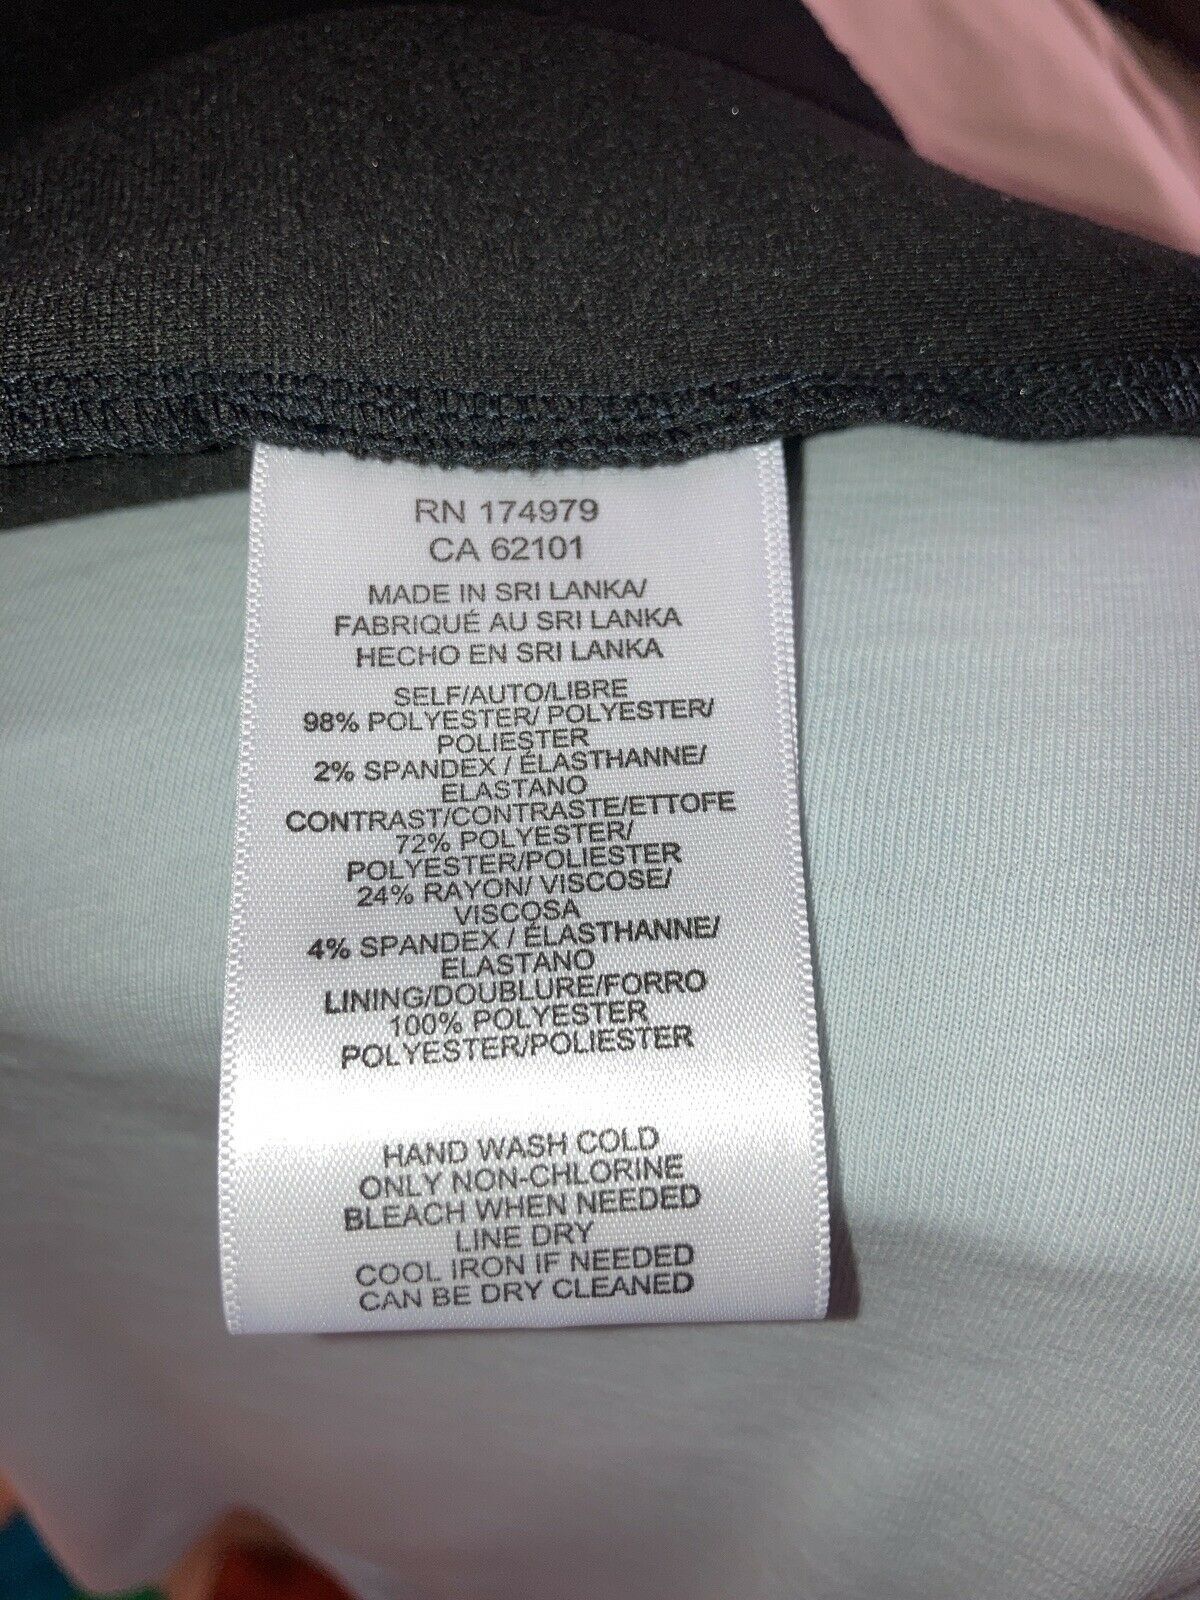 RN 174979
CA 62101
MADE IN SRI LANKA/
FABRIQUÉ AU SRI LANKA
HECHO EN SRI LANKA
SELF/AUTO/LIBRE
98% POLYESTER/ POLYESTER/
POLIESTER
2% SPANDEX / ÉLASTHANNE/
ELASTANO
CONTRAST/CONTRASTE/ETTOFE
72% POLYESTER/
POLYESTER/POLIESTER
24% RAYON/ VISCOSE/
VISCOSA
4% SPANDEX / ÉLASTHANNE/
ELASTANO
LINING/DOUBLURE/FORRO
100% POLYESTER
POLYESTER/POLIESTER
HAND WASH COLD
ONLY NON-CHLORINE
BLEACH WHEN NEEDED
LINE DRY
COOL IRON IF NEEDED
CAN BE DRY CLEANED